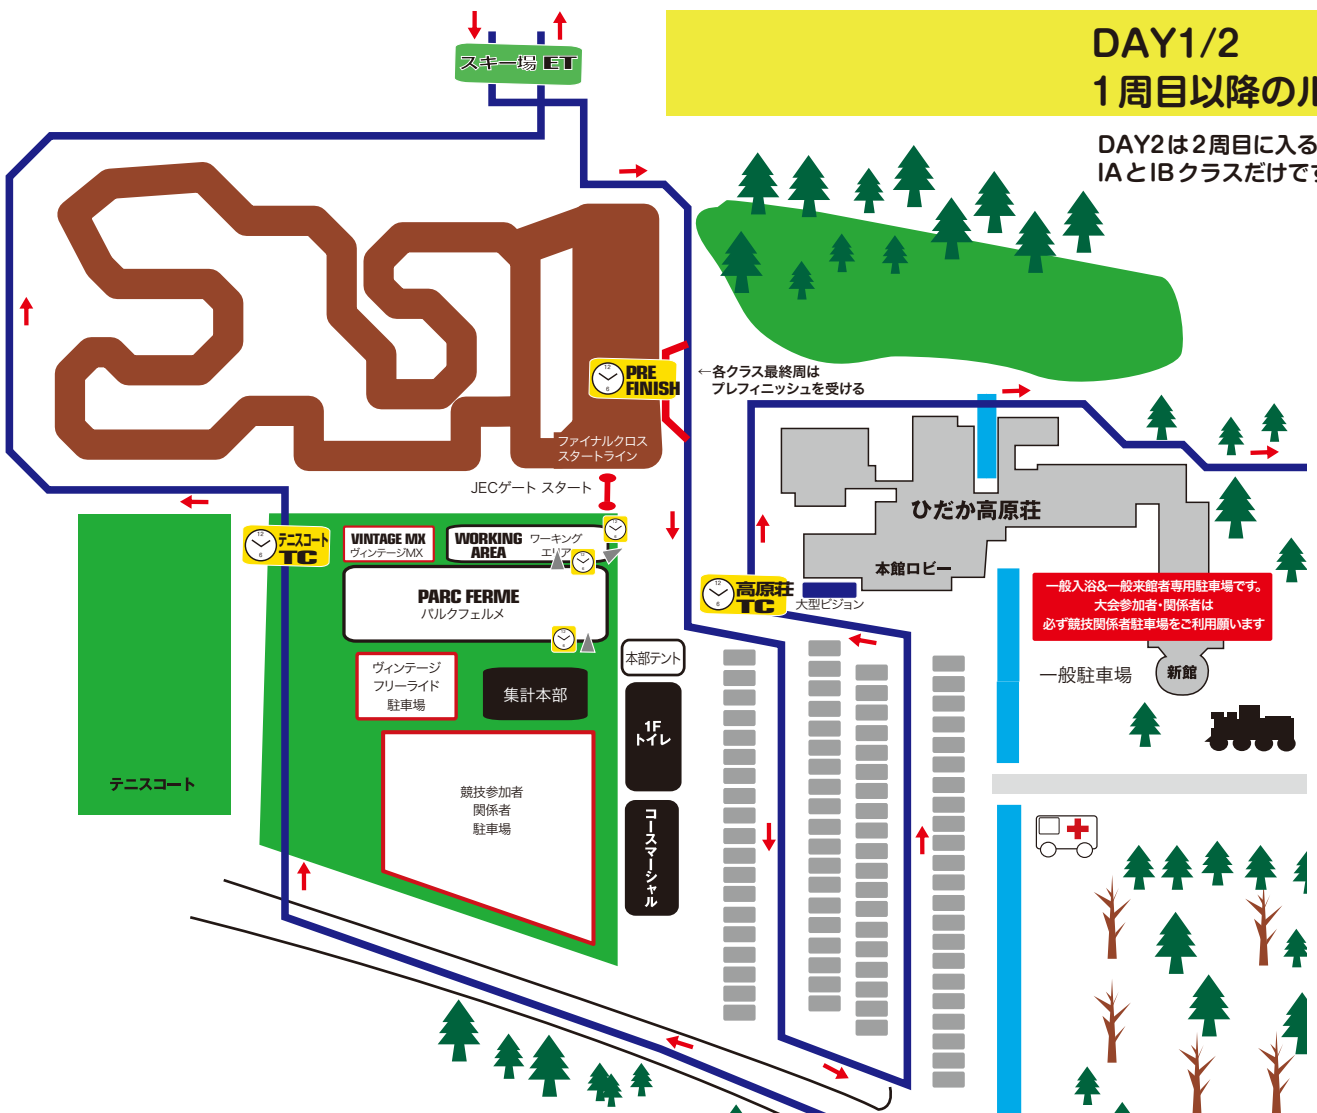 DAY1/2
1周目以降の
DAY2は2周目に入る
IAとIBクラスだけで
スキー場 ET
PRE
FINISH
←各クラス最終周は
プレフィニッシュを受ける
ファイナルクロス
スタートライン
JECゲート スタート
テニスコート
TC
VINTAGE MX
ヴィンテージMX
WORKING
AREA
ワーキング
エリア
PARC FERME
パルクフェルメ
高原荘
TC
大型ビジョン
ひだか高原荘
本館ロビー
一般入浴&一般来館者専用駐車場です。
大会参加者・関係者は
必ず競技関係者駐車場をご利用願います
一般駐車場
新館
本部テント
ヴィンテージ
フリーライド
駐車場
集計本部
1F
トイレ
テニスコート
競技参加者
関係者
駐車場
コースマーシャル